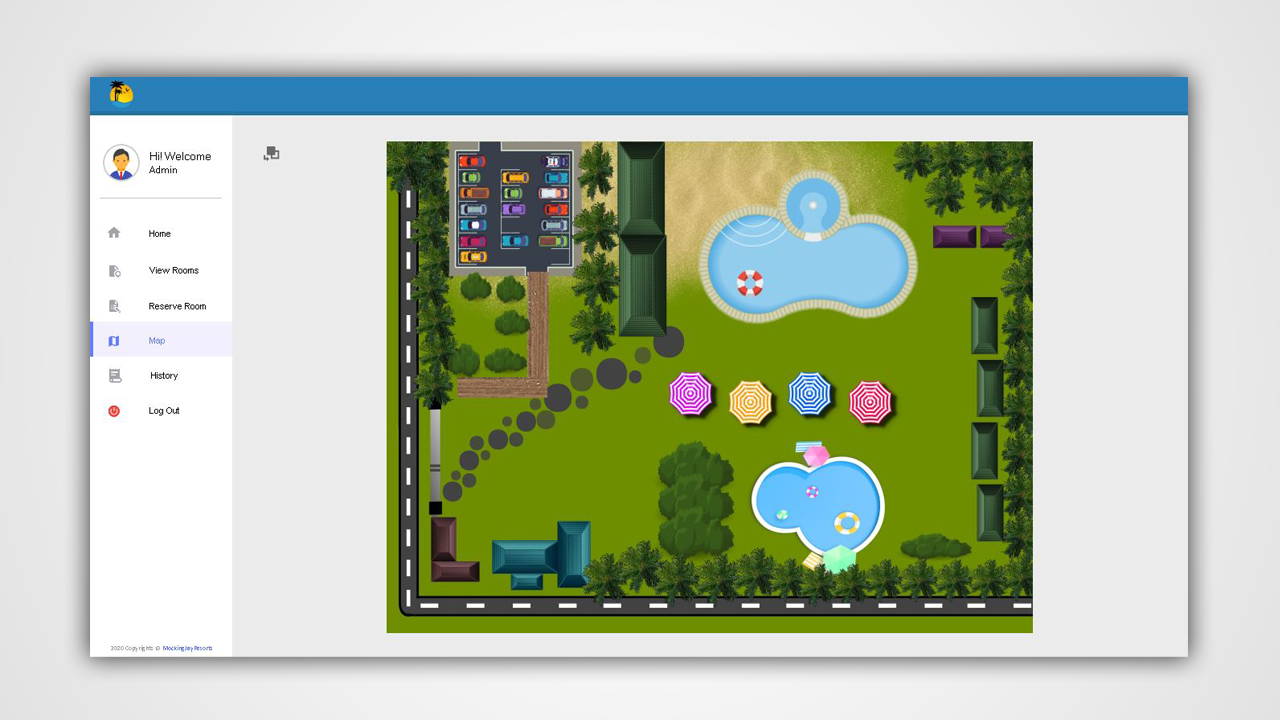 Hi! Welcome
Admin
Home
View Rooms
Reserve Room
Map
History
Log Out
2020 Copyrights © MockingJay Resorts